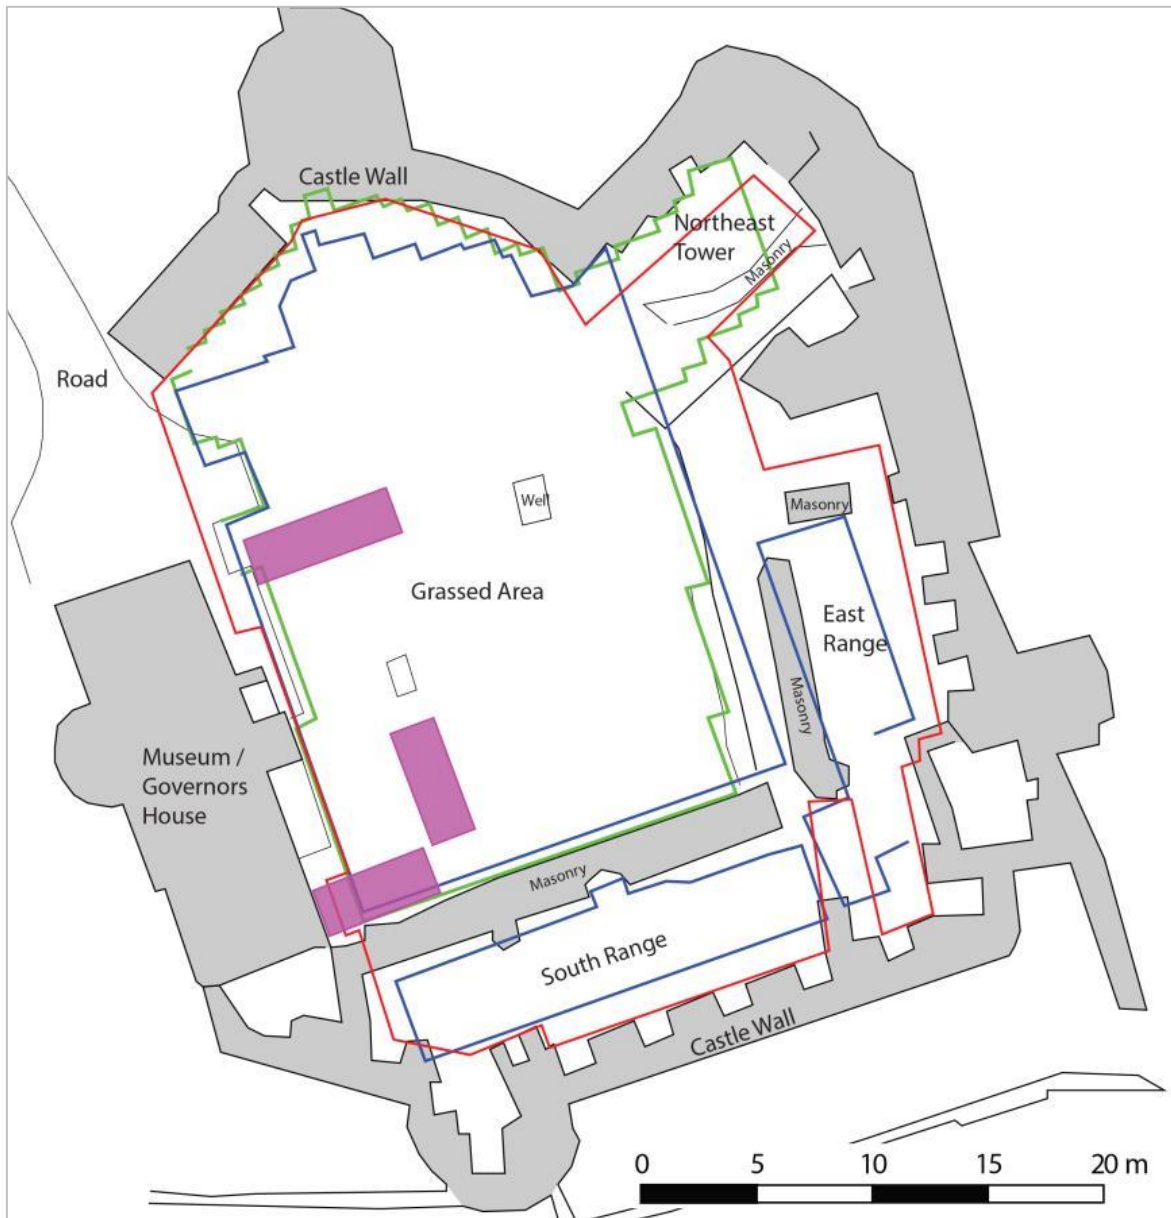 Castle Wall
Northeast
Tower
Masonry
Road
Well
Masonry
Grassed Area
East
Range
Masonry
Museum /
Governors
House
Masonry
South Range
Castle Wall
0 5 10 15 20 m